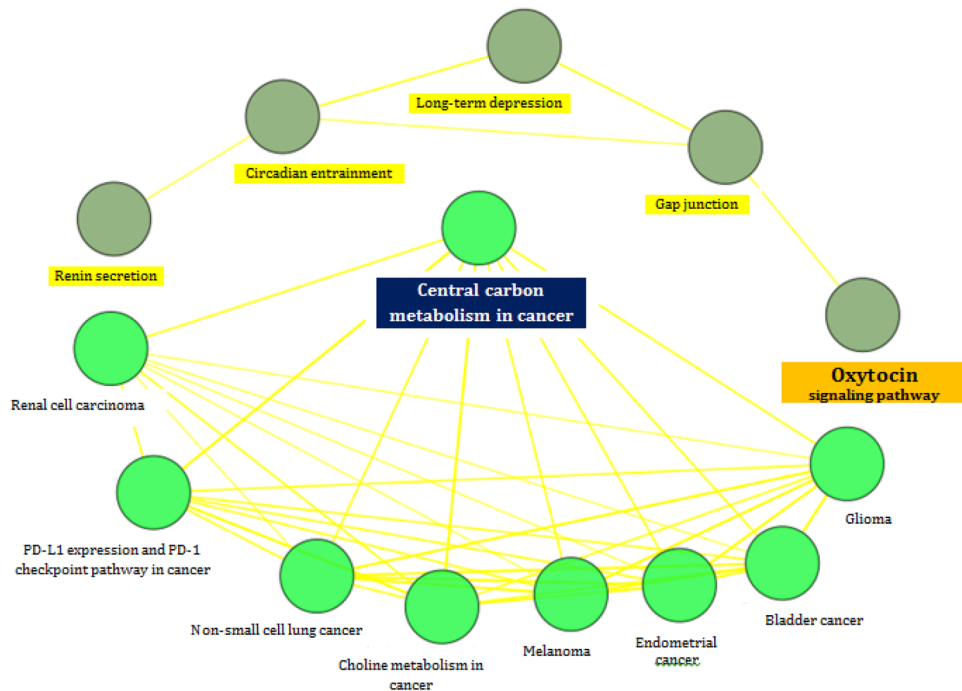 Long-term depression
Circadian entrainment
Gap junction
Renin secretion
Central carbon
metabolism in cancer
Oxytocin
signaling pathway
Renal cell carcinoma
Glioma
PD-L1 expression and PD-1
checkpoint pathway in cancer
Non-small cell lung cancer
Choline metabolism in
cancer
Melanoma
Endometrial
cancer
Bladder cancer